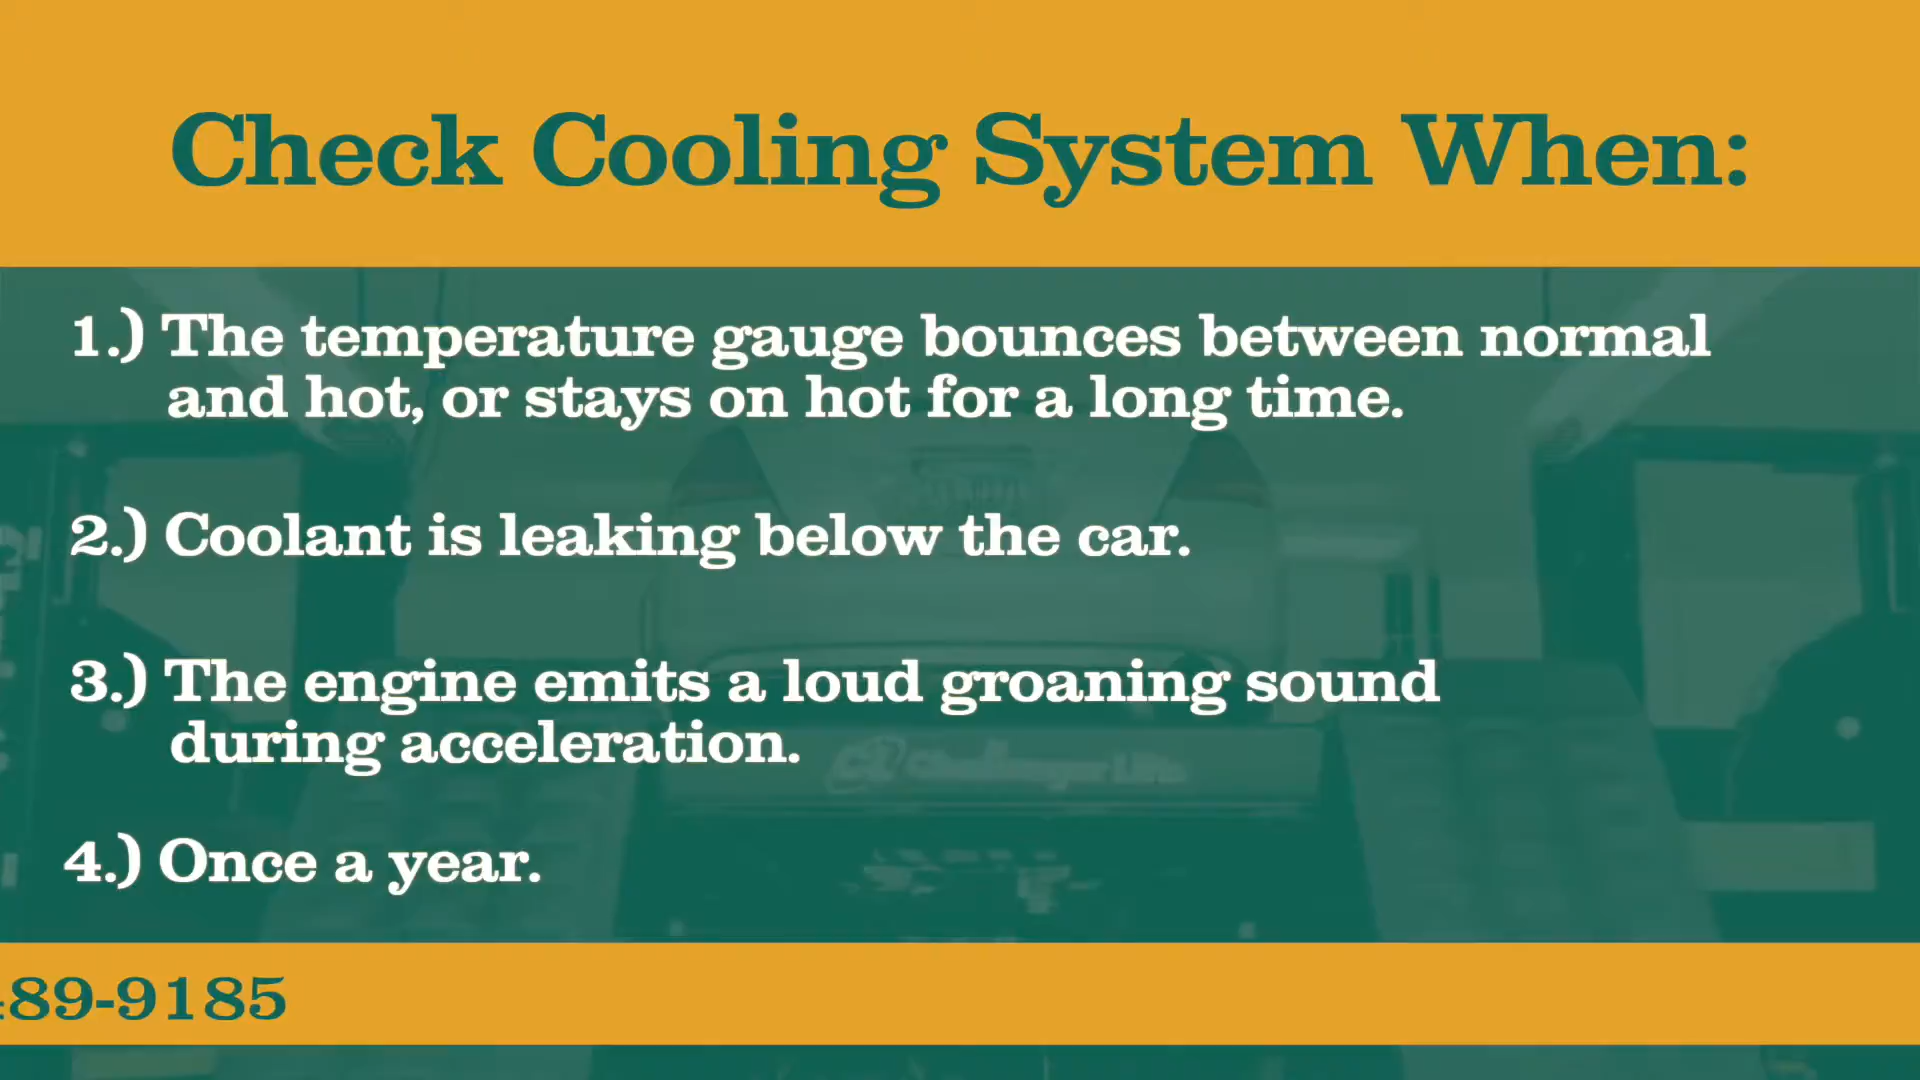 Check Cooling System When:
1.) The temperature gauge bounces between normal
and hot, or stays on hot for a long time.
2.) Coolant is leaking below the car.
3.) The engine emits a loud groaning sound
during acceleration.
Challenger Lifts
4.) Once a year.
89-9185